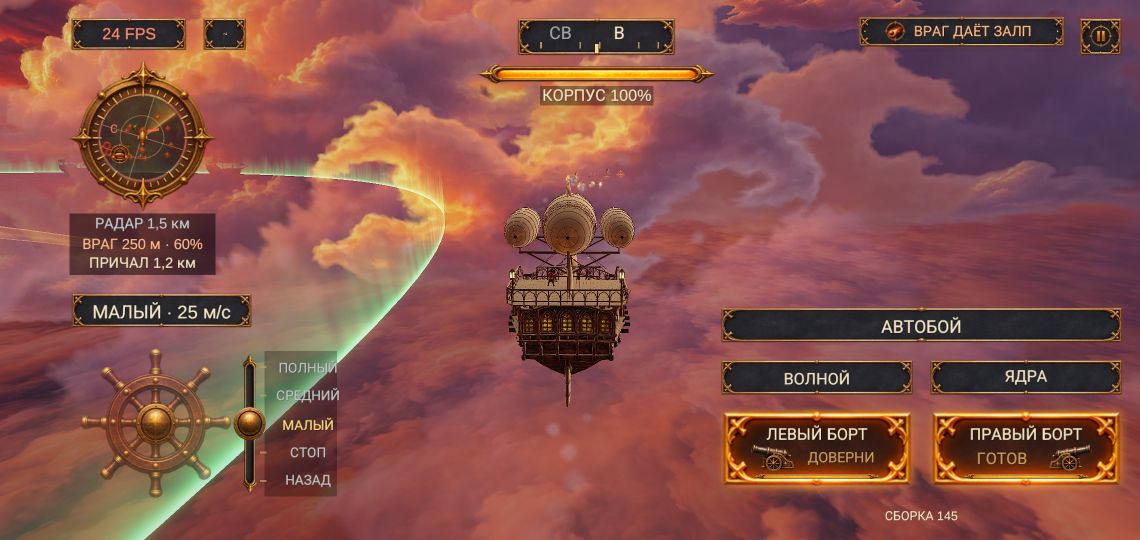 24 FPS
СВ В
ВРАГ ДАЁТ ЗАЛП
КОРПУС 100%
С
РАДАР 1,5 км
ВРАГ 250 м · 60%
ПРИЧАЛ 1,2 км
МАЛЫЙ · 25 м/с
ПОЛНЫЙ
СРЕДНИЙ
МАЛЫЙ
СТОП
НАЗАД
АВТОБОЙ
ВОЛНОЙ
ЯДРА
ЛЕВЫЙ БОРТ
ДОВЕРНИ
ПРАВЫЙ БОРТ
ГОТОВ
СБОРКА 145